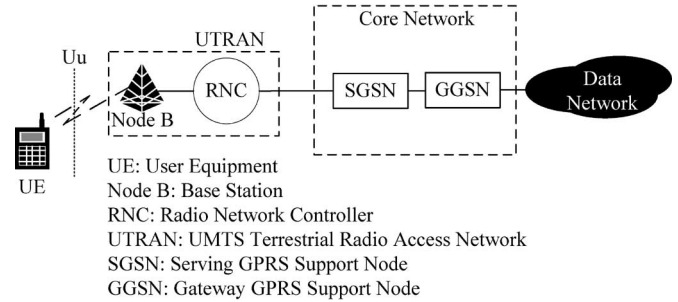 Core Network
UTRAN
Uu
RNC
SGSN
GGSN
Data
Network
Node B
UE
UE: User Equipment
Node B: Base Station
RNC: Radio Network Controller
UTRAN: UMTS Terrestrial Radio Access Network
SGSN: Serving GPRS Support Node
GGSN: Gateway GPRS Support Node